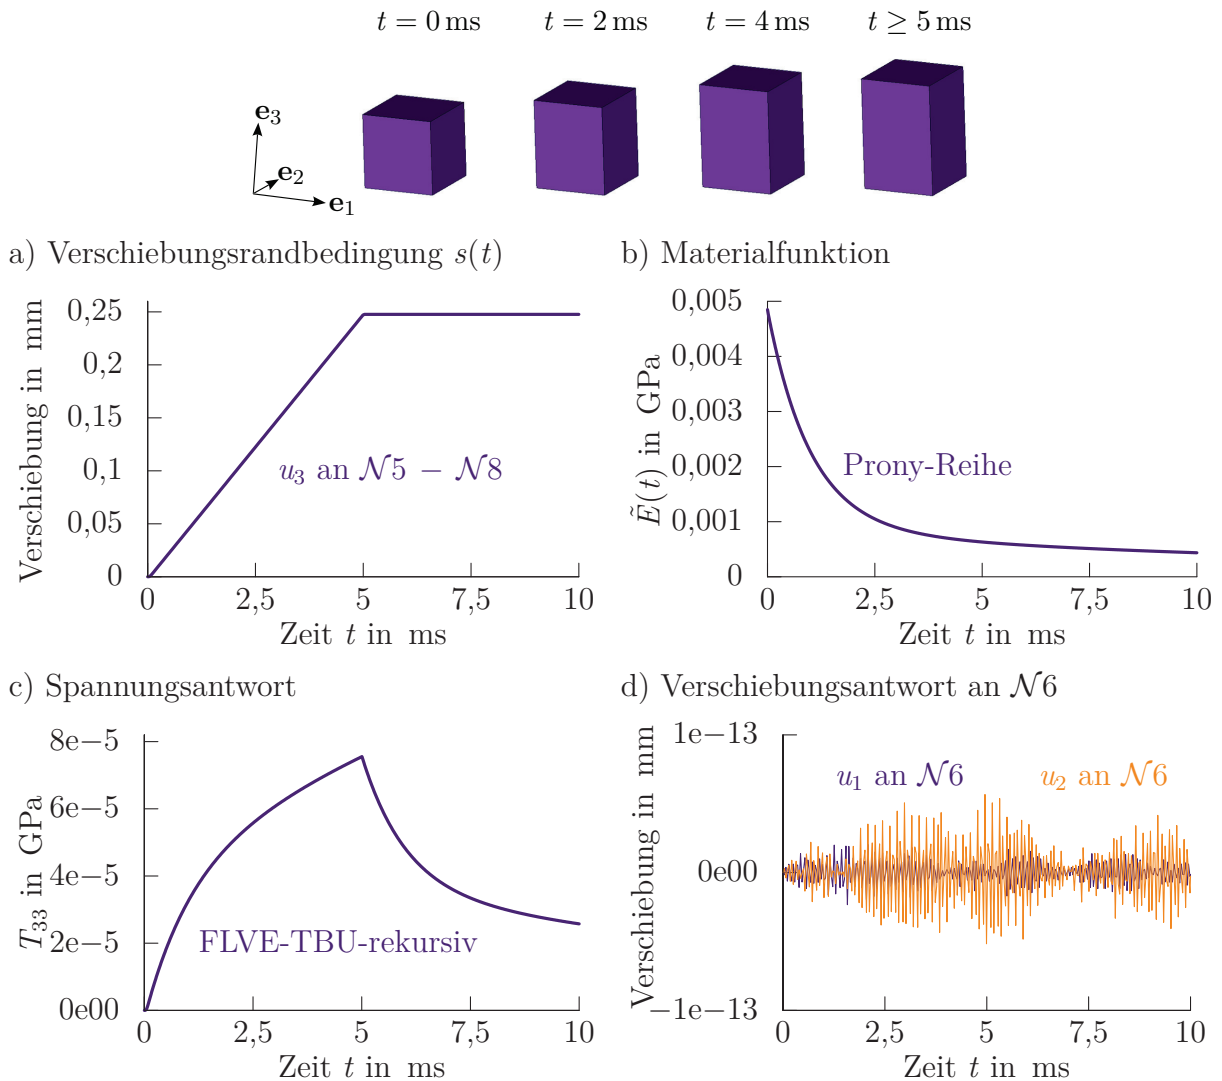 t = 0 ms t = 2 ms t = 4 ms t ≥ 5 ms
e3
e2
e1
a) Verschiebungsrandbedingung s(t)
Verschiebung in mm
0,25
0,2
0,15
0,1
0,05
0
u3 an N5 − N8
0 2,5 5 7,5 10
Zeit t in ms
b) Materialfunktion
Ẽ(t) in GPa
0,005
0,004
0,003
0,002
0,001
0
Prony-Reihe
0 2,5 5 7,5 10
Zeit t in ms
c) Spannungsantwort
T33 in GPa
8e−5
6e−5
4e−5
2e−5
0e00
FLVE-TBU-rekursiv
0 2,5 5 7,5 10
Zeit t in ms
d) Verschiebungsantwort an N6
Verschiebung in mm
1e-13
0e00
−1e-13
u1 an N6 u2 an N6
0 2,5 5 7,5 10
Zeit t in ms